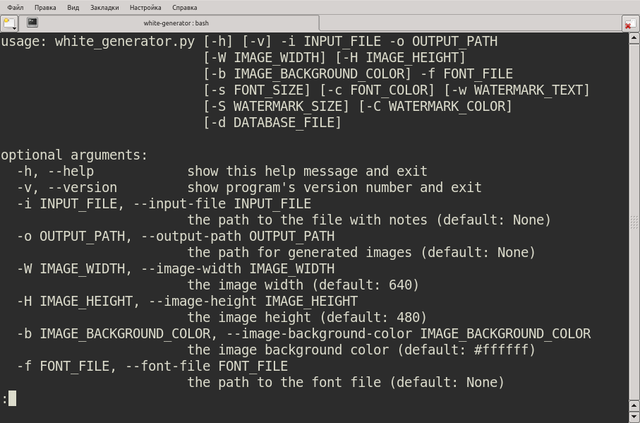 Файл Правка Вид Закладки Настройка Справка
white-generator : bash
usage: white_generator.py [-h] [-v] -i INPUT_FILE -o OUTPUT_PATH
[-W IMAGE_WIDTH] [-H IMAGE_HEIGHT]
[-b IMAGE_BACKGROUND_COLOR] -f FONT_FILE
[-s FONT_SIZE] [-c FONT_COLOR] [-w WATERMARK_TEXT]
[-S WATERMARK_SIZE] [-C WATERMARK_COLOR]
[-d DATABASE_FILE]
optional arguments:
-h, --help show this help message and exit
-v, --version show program's version number and exit
-i INPUT_FILE, --input-file INPUT_FILE
the path to the file with notes (default: None)
-o OUTPUT_PATH, --output-path OUTPUT_PATH
the path for generated images (default: None)
-W IMAGE_WIDTH, --image-width IMAGE_WIDTH
the image width (default: 640)
-H IMAGE_HEIGHT, --image-height IMAGE_HEIGHT
the image height (default: 480)
-b IMAGE_BACKGROUND_COLOR, --image-background-color IMAGE_BACKGROUND_COLOR
the image background color (default: #ffffff)
-f FONT_FILE, --font-file FONT_FILE
the path to the font file (default: None)
: